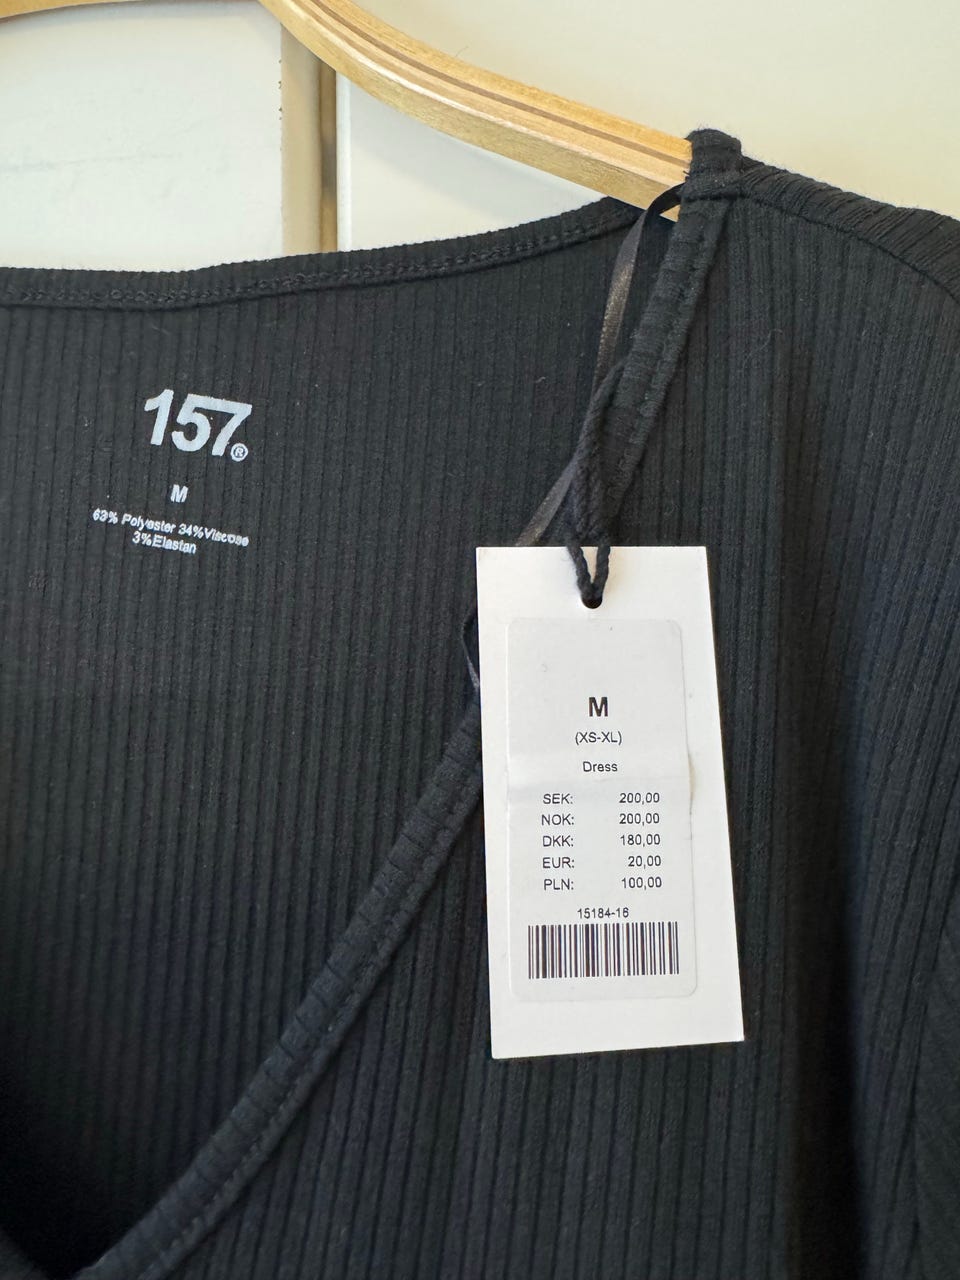 157®
M
63% Polyester 34%Viscose
3%Elastan
M
(XS-XL)
Dress
SEK: 200,00
NOK: 200,00
DKK: 180,00
EUR: 20,00
PLN: 100,00
15184-16